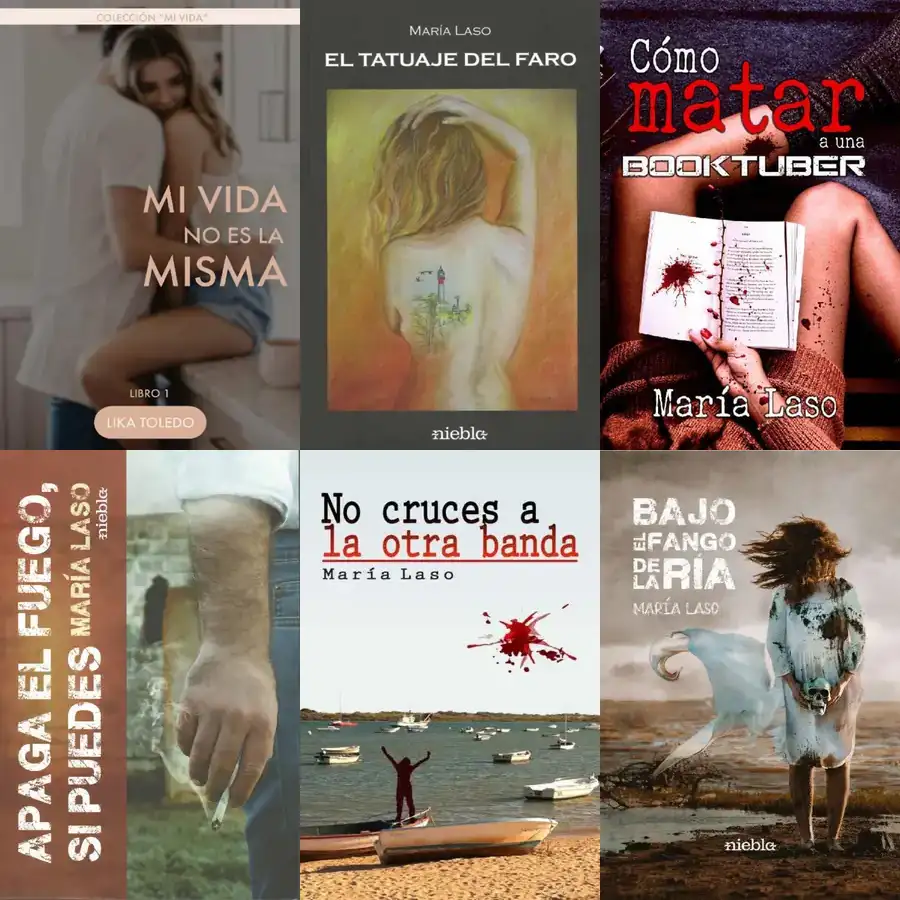 COLECCIÓN "MI VIDA"
MI VIDA
NO ES LA
MISMA
LIBRO 1
LIKA TOLEDO
MARÍA LASO
EL TATUAJE DEL FARO
niebla
Cómo
matar
a una
BOOKTUBER
María Laso
APAGA EL FUEGO,
SI PUEDES MARÍA LASO
niebla
No cruces a
la otra banda
María Laso
BAJO
EL FANGO
DE LA RÍA
MARÍA LASO
niebla